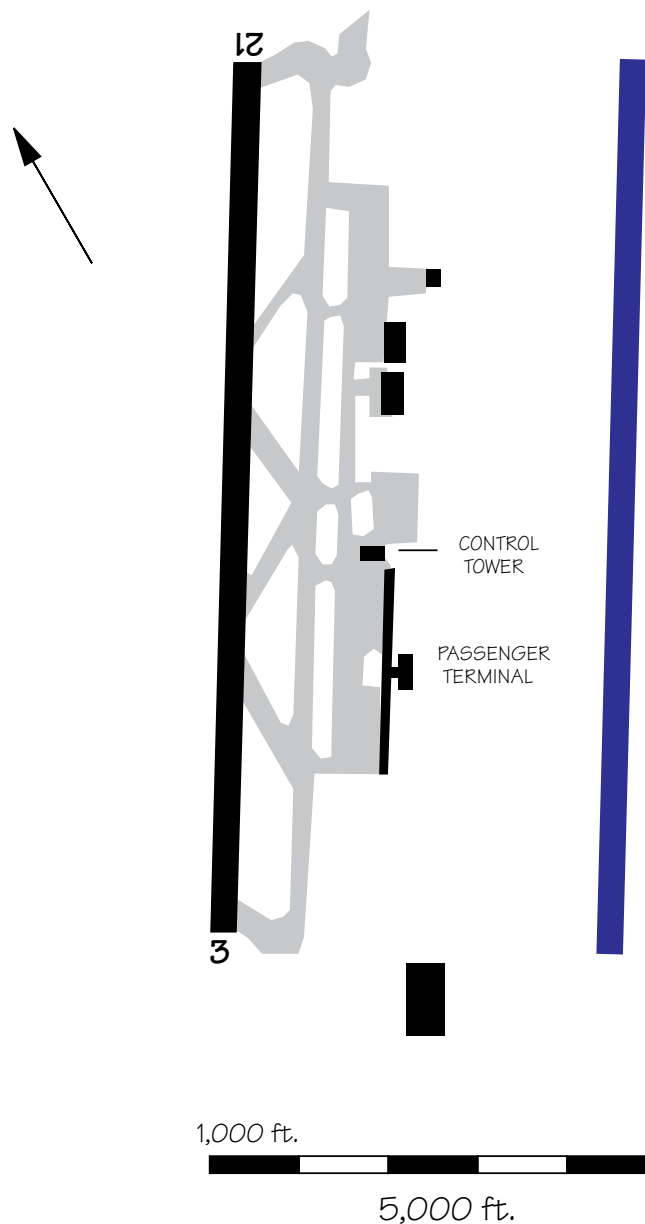 21
CONTROL
TOWER
PASSENGER
TERMINAL
3
1,000 ft.
5,000 ft.